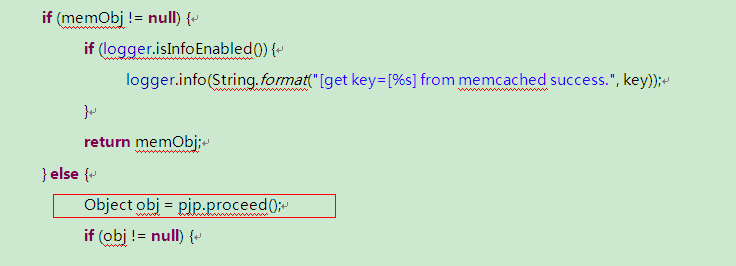 if (memObj != null) {
if (logger.isInfoEnabled()) {
logger.info(String.format("[get key=[%s] from memcached success.", key));
}
return memObj;
} else {
Object obj = pjp.proceed();
if (obj != null) {